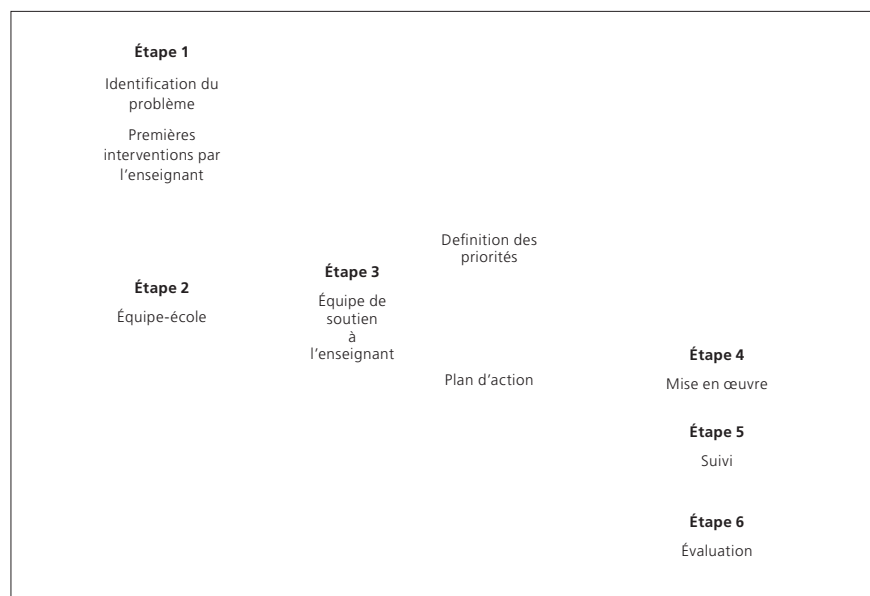 Étape 1
Identification du
problème
Premières
interventions par
l'enseignant
Étape 2
Équipe-école
Étape 3
Équipe de
soutien
à
l'enseignant
Definition des
priorités
Plan d'action
Étape 4
Mise en œuvre
Étape 5
Suivi
Étape 6
Évaluation